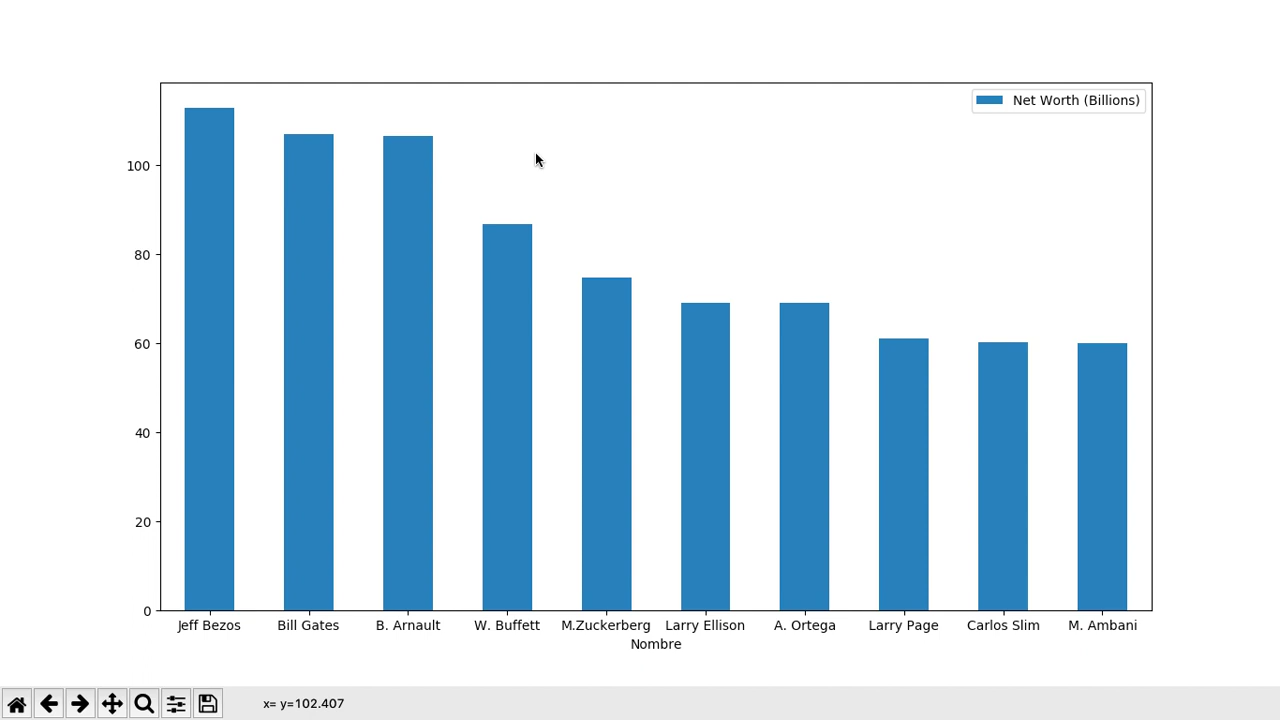 Net Worth (Billions)
100
80
60
40
20
0
Jeff Bezos Bill Gates B. Arnault W. Buffett M.Zuckerberg Larry Ellison A. Ortega Larry Page Carlos Slim M. Ambani
Nombre
x= y=102.407